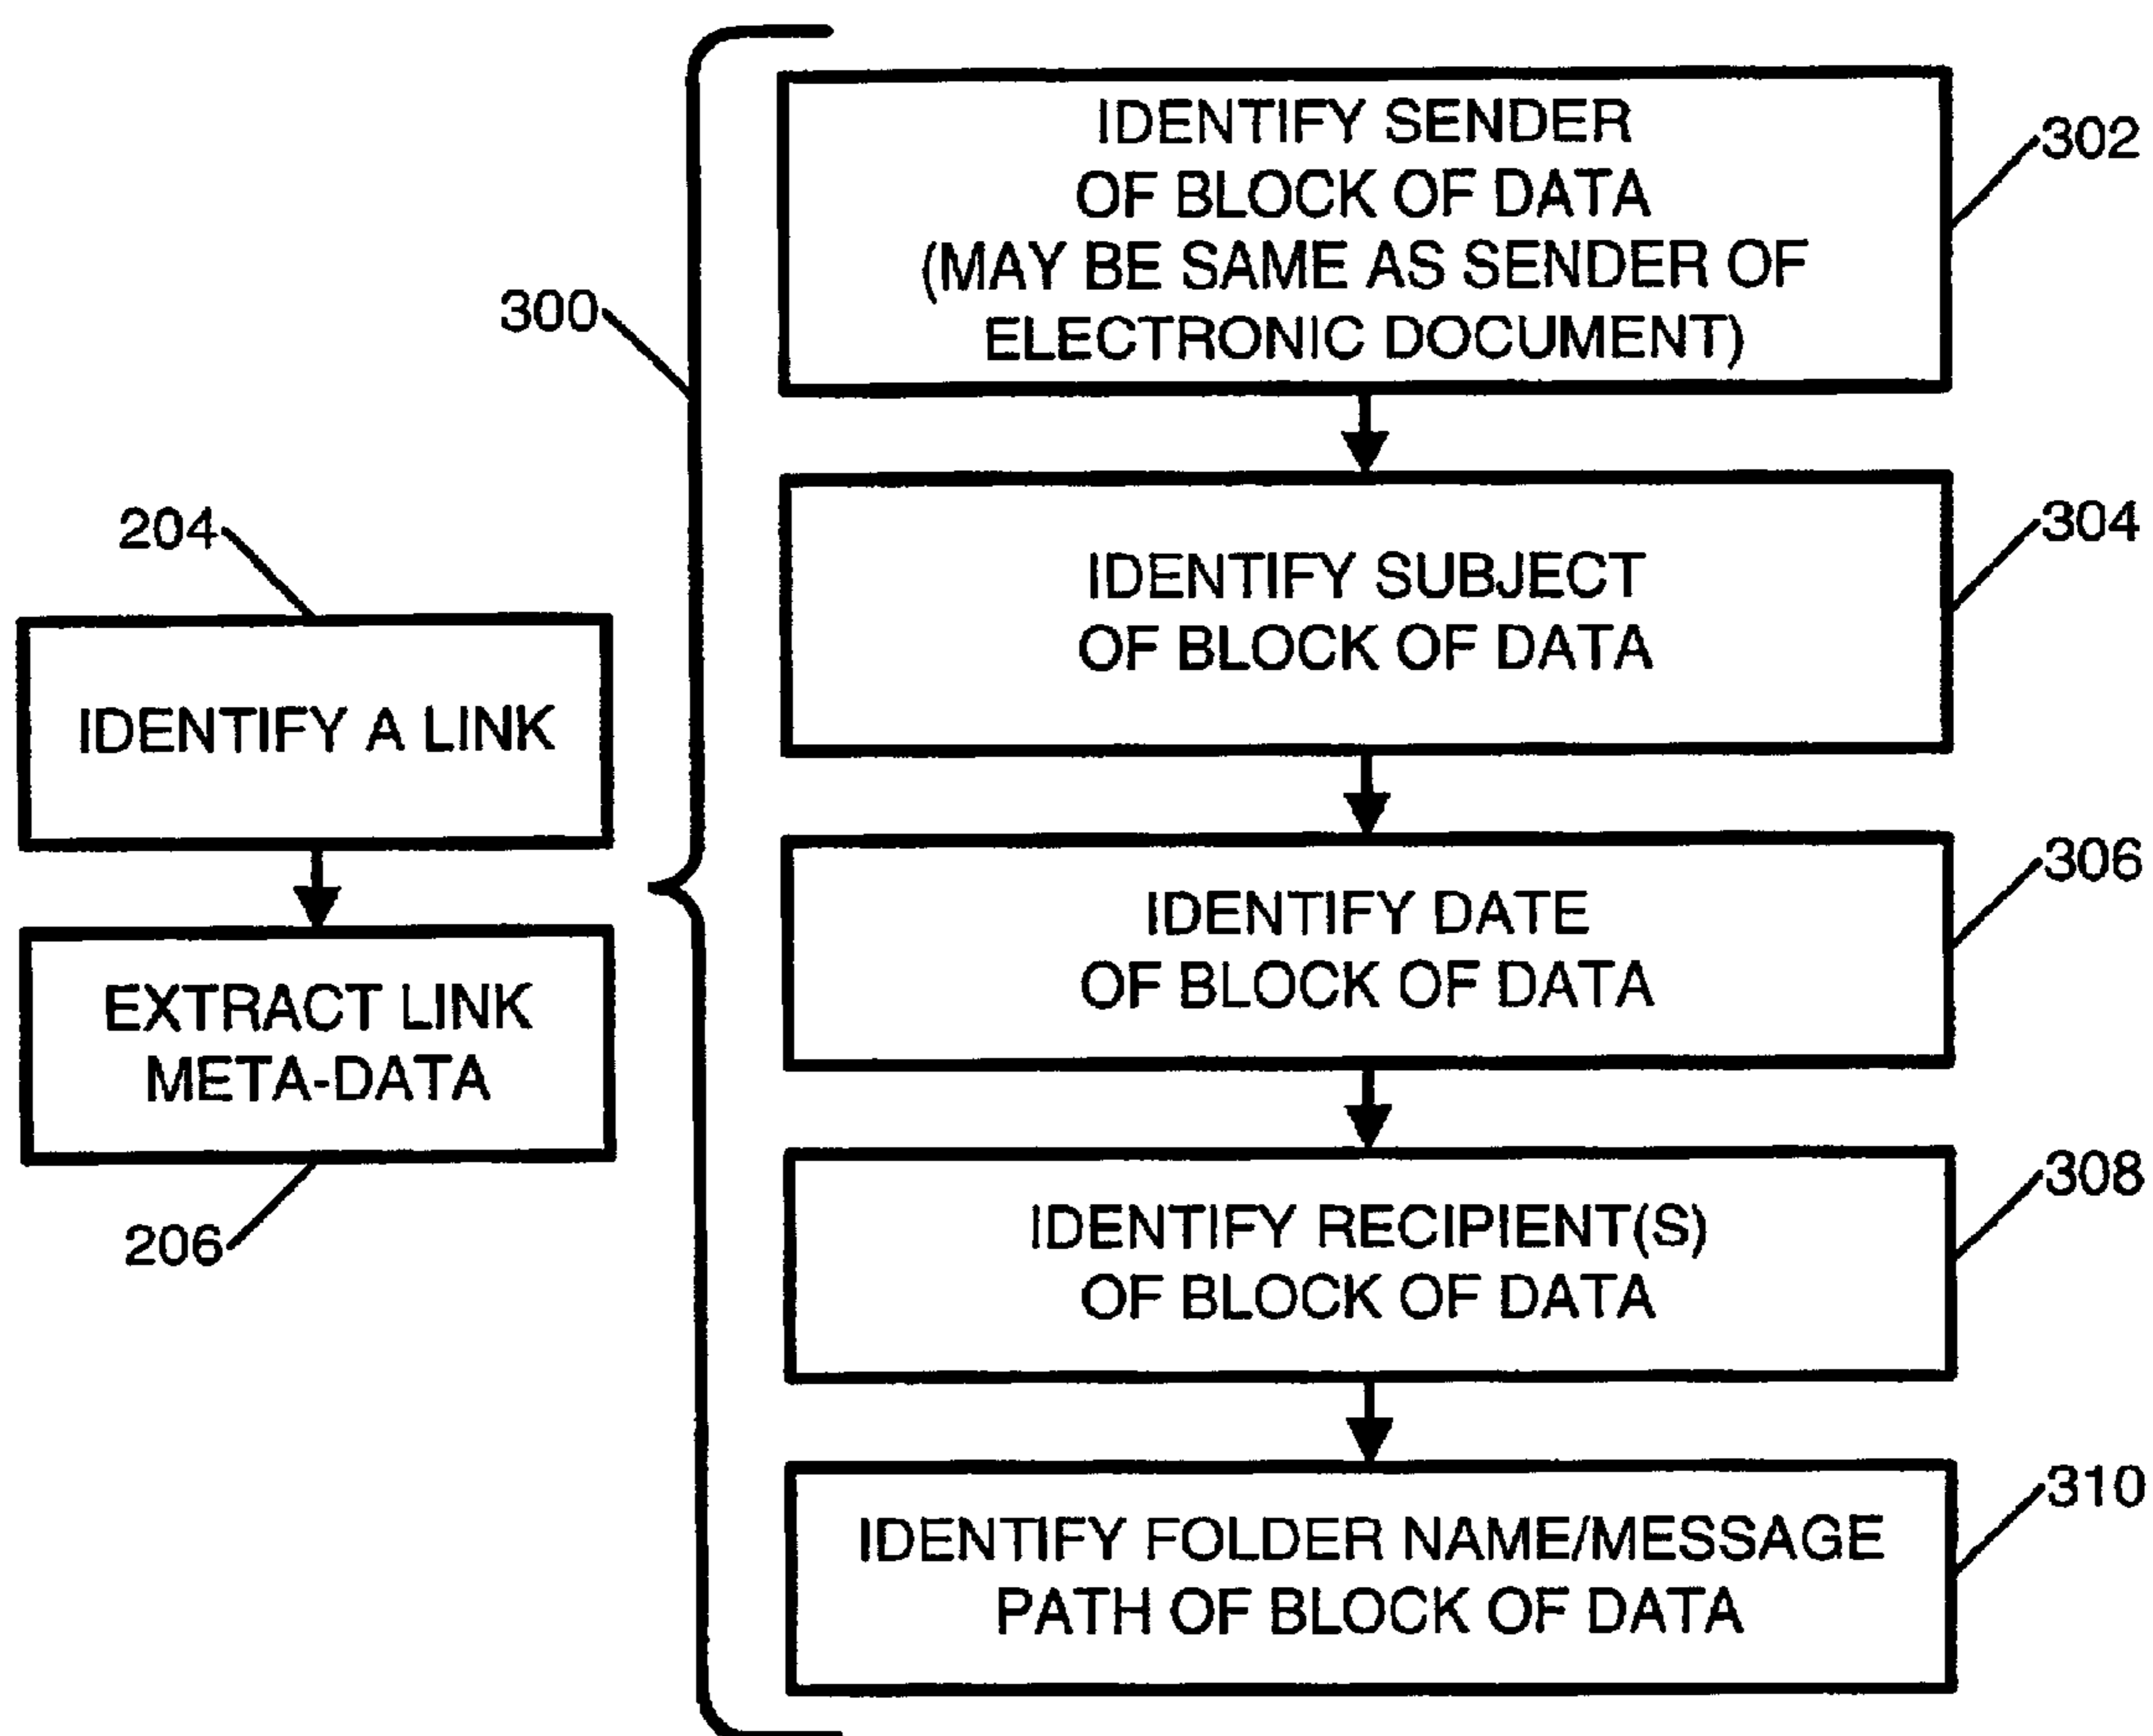 204
IDENTIFY A LINK
EXTRACT LINK
META-DATA
206
300
IDENTIFY SENDER
OF BLOCK OF DATA
(MAY BE SAME AS SENDER OF
ELECTRONIC DOCUMENT)
302
IDENTIFY SUBJECT
OF BLOCK OF DATA
304
IDENTIFY DATE
OF BLOCK OF DATA
306
IDENTIFY RECIPIENT(S)
OF BLOCK OF DATA
308
IDENTIFY FOLDER NAME/MESSAGE
PATH OF BLOCK OF DATA
310